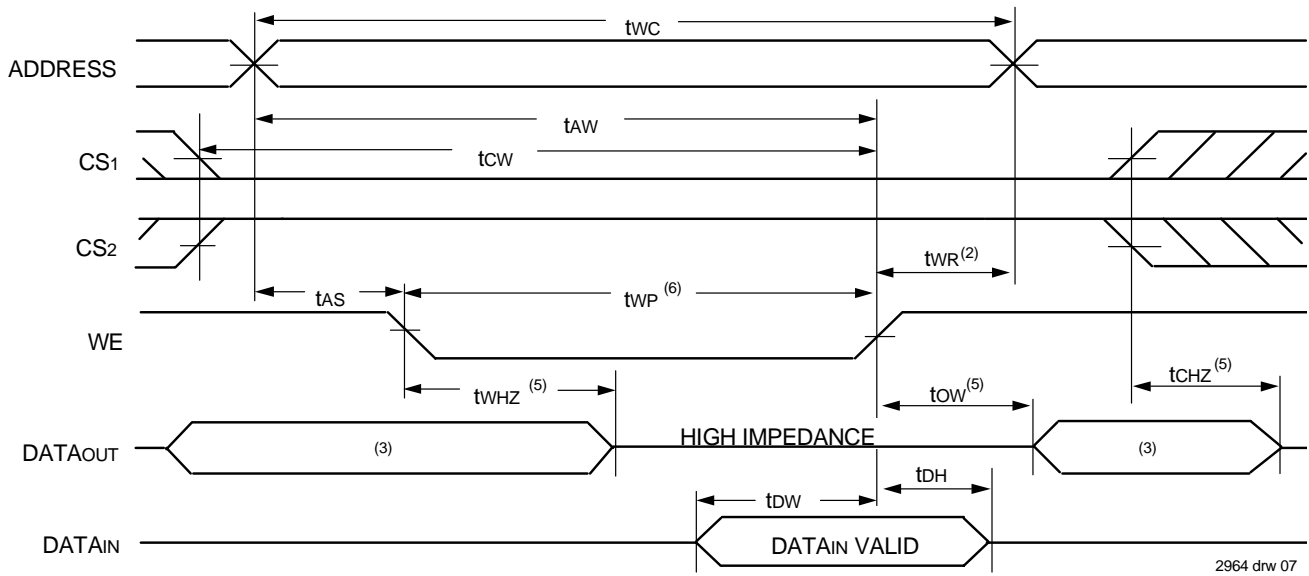 tWC
ADDRESS
tAW
CS1
tCW
CS2
tWR(2)
tAS
tWP (6)
WE
tWHZ (5)
tOW(5)
tCHZ(5)
HIGH IMPEDANCE
DATAOUT
(3)
(3)
tDW
tDH
DATAIN
DATAIN VALID
2964 drw 07